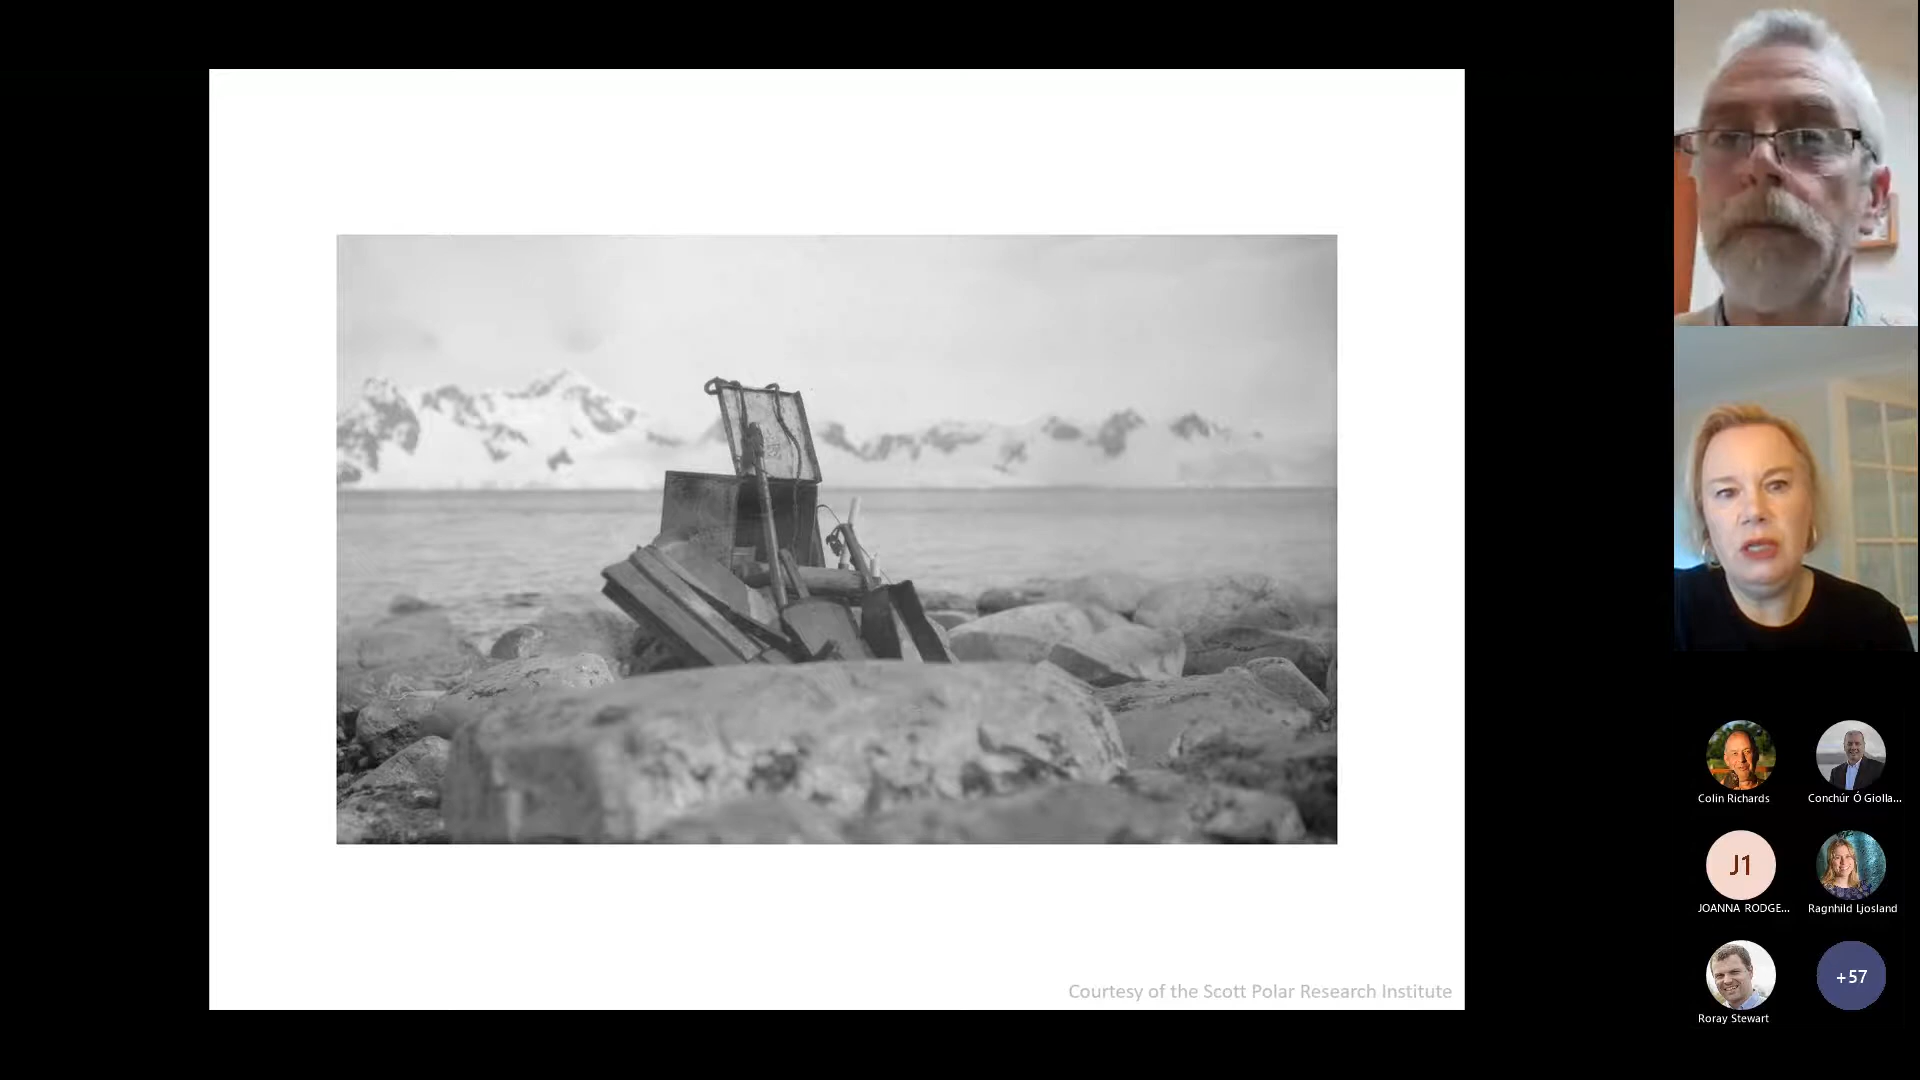 Courtesy of the Scott Polar Research Institute
Colin Richards
Conchúr Ó Giolla...
J1
JOANNA RODGE...
Ragnhild Ljosland
Roray Stewart
+57